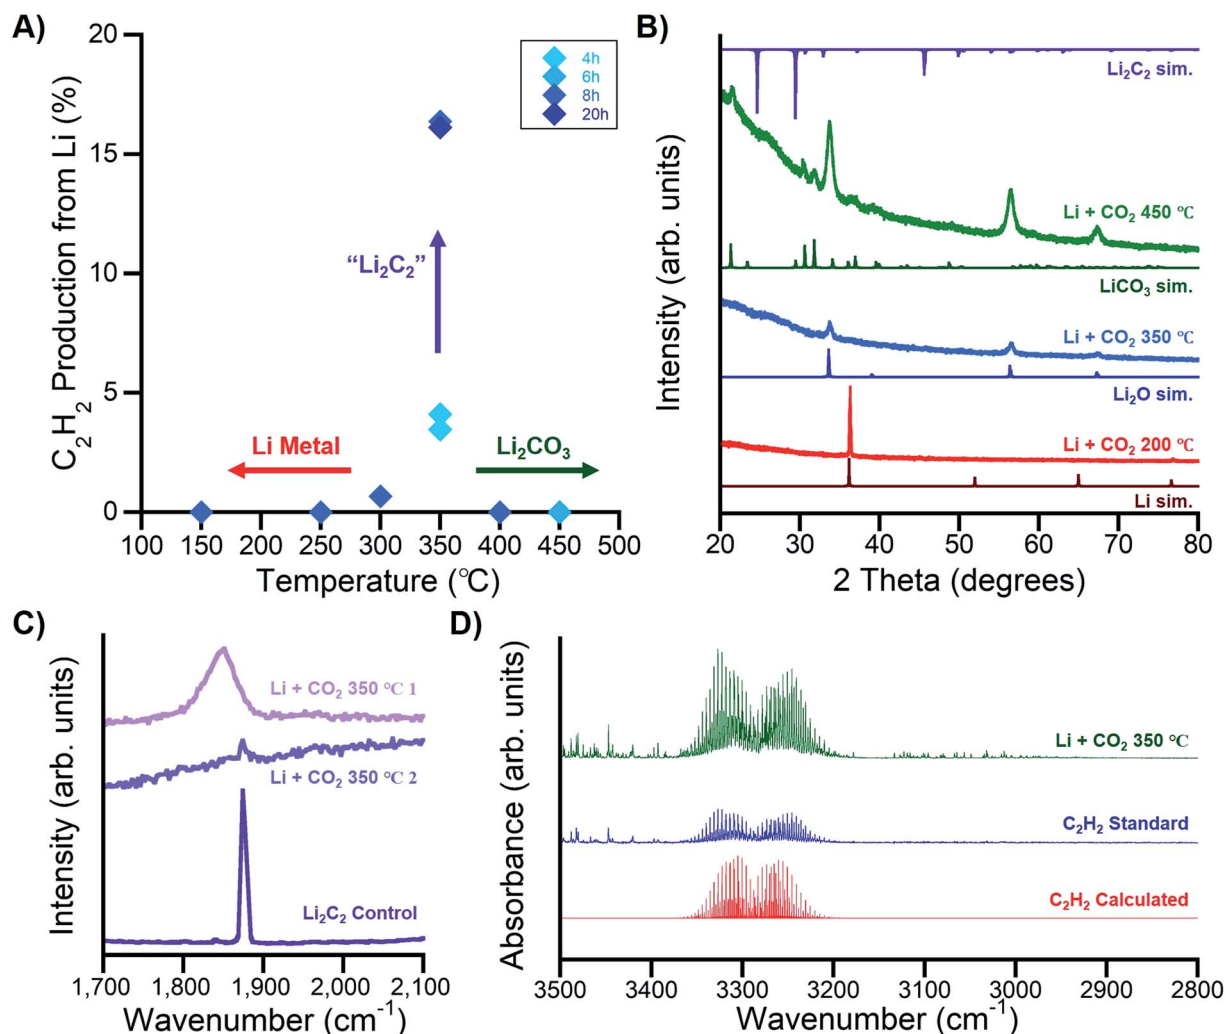 A)
C2H2 Production from Li (%)
20
15
10
5
0
4h
6h
8h
20h
“Li2C2”
Li Metal
Li2CO3
100 150 200 250 300 350 400 450 500
Temperature (℃)
B)
Intensity (arb. units)
Li2C2 sim.
Li + CO2 450 ℃
LiCO3 sim.
Li + CO2 350 ℃
Li2O sim.
Li + CO2 200 ℃
Li sim.
20 30 40 50 60 70 80
2 Theta (degrees)
C)
Intensity (arb. units)
Li + CO2 350 ℃ 1
Li + CO2 350 ℃ 2
Li2C2 Control
1,700 1,800 1,900 2,000 2,100
Wavenumber (cm-1)
D)
Absorbance (arb. units)
Li + CO2 350 ℃
C2H2 Standard
C2H2 Calculated
3500 3400 3300 3200 3100 3000 2900 2800
Wavenumber (cm-1)